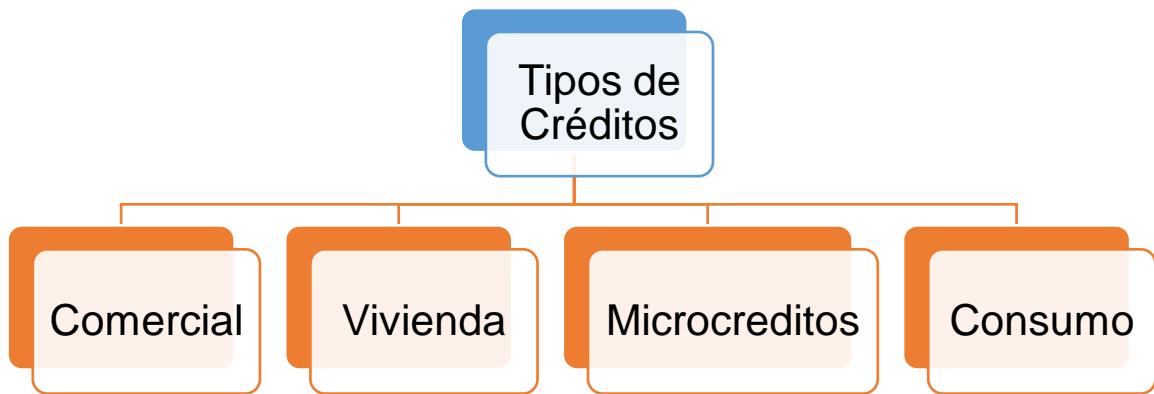 Tipos de
Créditos
Comercial
Vivienda
Microcreditos
Consumo